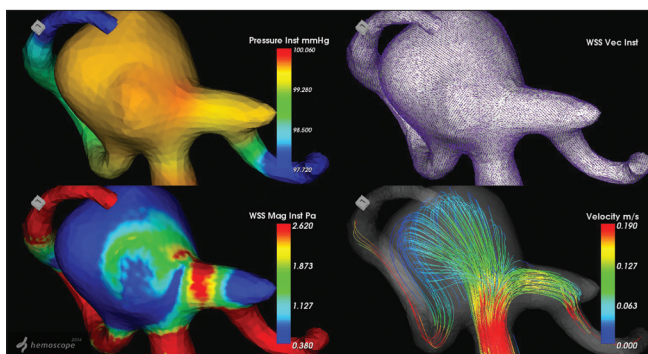 Pressure Inst mmHg
100.060
99.280
98.500
97.720
WSS Vec Inst
WSS Mag Inst Pa
2.620
1.873
1.127
0.380
Velocity m/s
0.190
0.127
0.063
0.000
2014
hemoscope